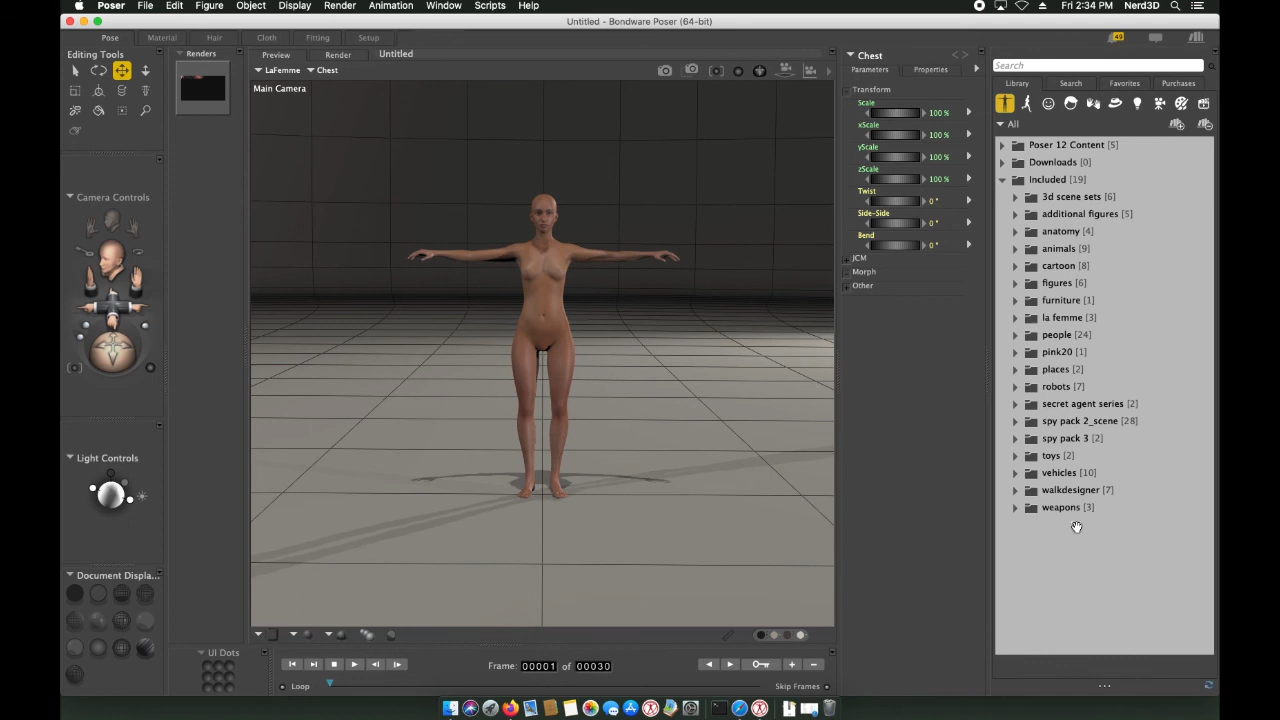 Poser File Edit Figure Object Display Render Animation Window Scripts Help
Fri 2:34 PM Nerd3D
Untitled - Bondware Poser (64-bit)
Pose Material Hair Cloth Fitting Setup
49
Editing Tools
Renders
Preview Render Untitled
LaFemme Chest
Main Camera
Camera Controls
Light Controls
Document Displa...
UI Dots
Frame: 00001 of 00030
Loop
Skip Frames
Chest
Parameters Properties
Transform
Scale
100 %
xScale
100 %
yScale
100 %
zScale
100 %
Twist
0 °
Side-Side
0 °
Bend
0 °
JCM
Morph
Other
Search
Library Search Favorites Purchases
All
Poser 12 Content [5]
Downloads [0]
Included [19]
3d scene sets [6]
additional figures [5]
anatomy [4]
animals [9]
cartoon [8]
figures [6]
furniture [1]
la femme [3]
people [24]
pink20 [1]
places [2]
robots [7]
secret agent series [2]
spy pack 2_scene [28]
spy pack 3 [2]
toys [2]
vehicles [10]
walkdesigner [7]
weapons [3]